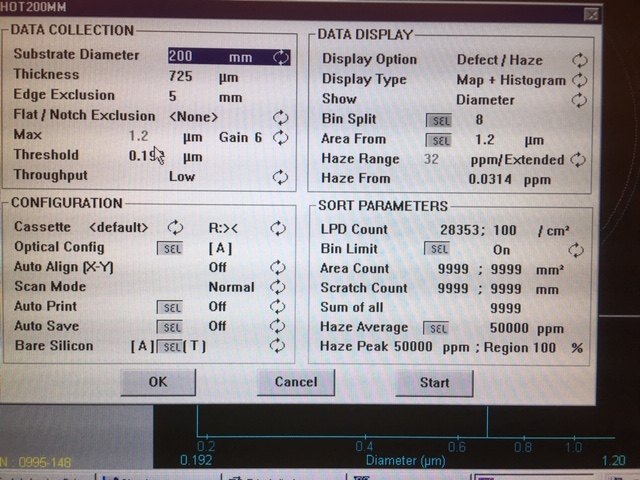 HOT200MM
DATA COLLECTION
Substrate Diameter 200 mm
Thickness 725 µm
Edge Exclusion 5 mm
Flat / Notch Exclusion <None>
Max 1.2 µm Gain 6
Threshold µm
Throughput Low
DATA DISPLAY
Display Option Defect / Haze
Display Type Map + Histogram
Show Diameter
Bin Split SEL 8
Area From SEL 1.2 µm
Haze Range 32 ppm/Extended
Haze From 0.0314 ppm
CONFIGURATION
Cassette <default> R:><
Optical Config SEL [A]
Auto Align (X-Y) Off
Scan Mode Normal
Auto Print SEL Off
Auto Save SEL Off
Bare Silicon [A] SEL [T]
SORT PARAMETERS
LPD Count 28353; 100 / cm²
Bin Limit SEL On
Area Count 9999 ; 9999 mm²
Scratch Count 9999 ; 9999 mm
Sum of all 9999
Haze Average SEL 50000 ppm
Haze Peak 50000 ppm ; Region 100 %
OK Cancel Start
0.2 0.4 0.6 0.8 1.0
N : 0995-148 0.192 Diameter (µm) 1.20